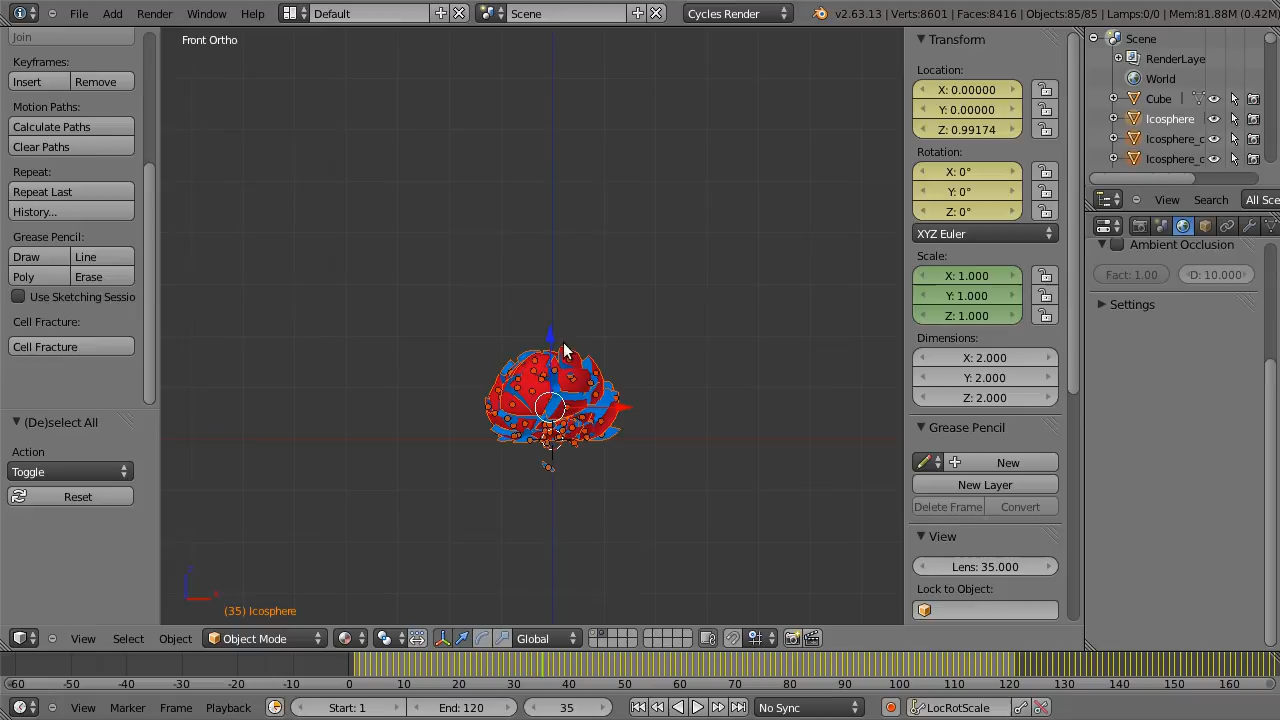 File Add Render Window Help Default Scene Cycles Render v2.63.13 | Verts:8601 | Faces:8416 | Objects:85/85 | Lamps:0/0 | Mem:81.88M (0.42M)
Join
Keyframes:
Insert Remove
Motion Paths:
Calculate Paths
Clear Paths
Repeat:
Repeat Last
History...
Grease Pencil:
Draw Line
Poly Erase
Use Sketching Sessio
Cell Fracture:
Cell Fracture
(De)select All
Action
Toggle
Reset
Front Ortho
(35) Icosphere
Transform
Location:
X: 0.00000
Y: 0.00000
Z: 0.99174
Rotation:
X: 0°
Y: 0°
Z: 0°
XYZ Euler
Scale:
X: 1.000
Y: 1.000
Z: 1.000
Dimensions:
X: 2.000
Y: 2.000
Z: 2.000
Grease Pencil
New
New Layer
Delete Frame Convert
View
Lens: 35.000
Lock to Object:
Scene
RenderLaye
World
Cube
Icosphere
Icosphere_c
Icosphere_c
View Search All Sce
Ambient Occlusion
Fact: 1.00 D: 10.000
Settings
View Select Object Object Mode Global
-60 -50 -40 -30 -20 -10 0 10 20 30 40 50 60 70 80 90 100 110 120 130 140 150 160
View Marker Frame Playback Start: 1 End: 120 35 No Sync LocRotScale